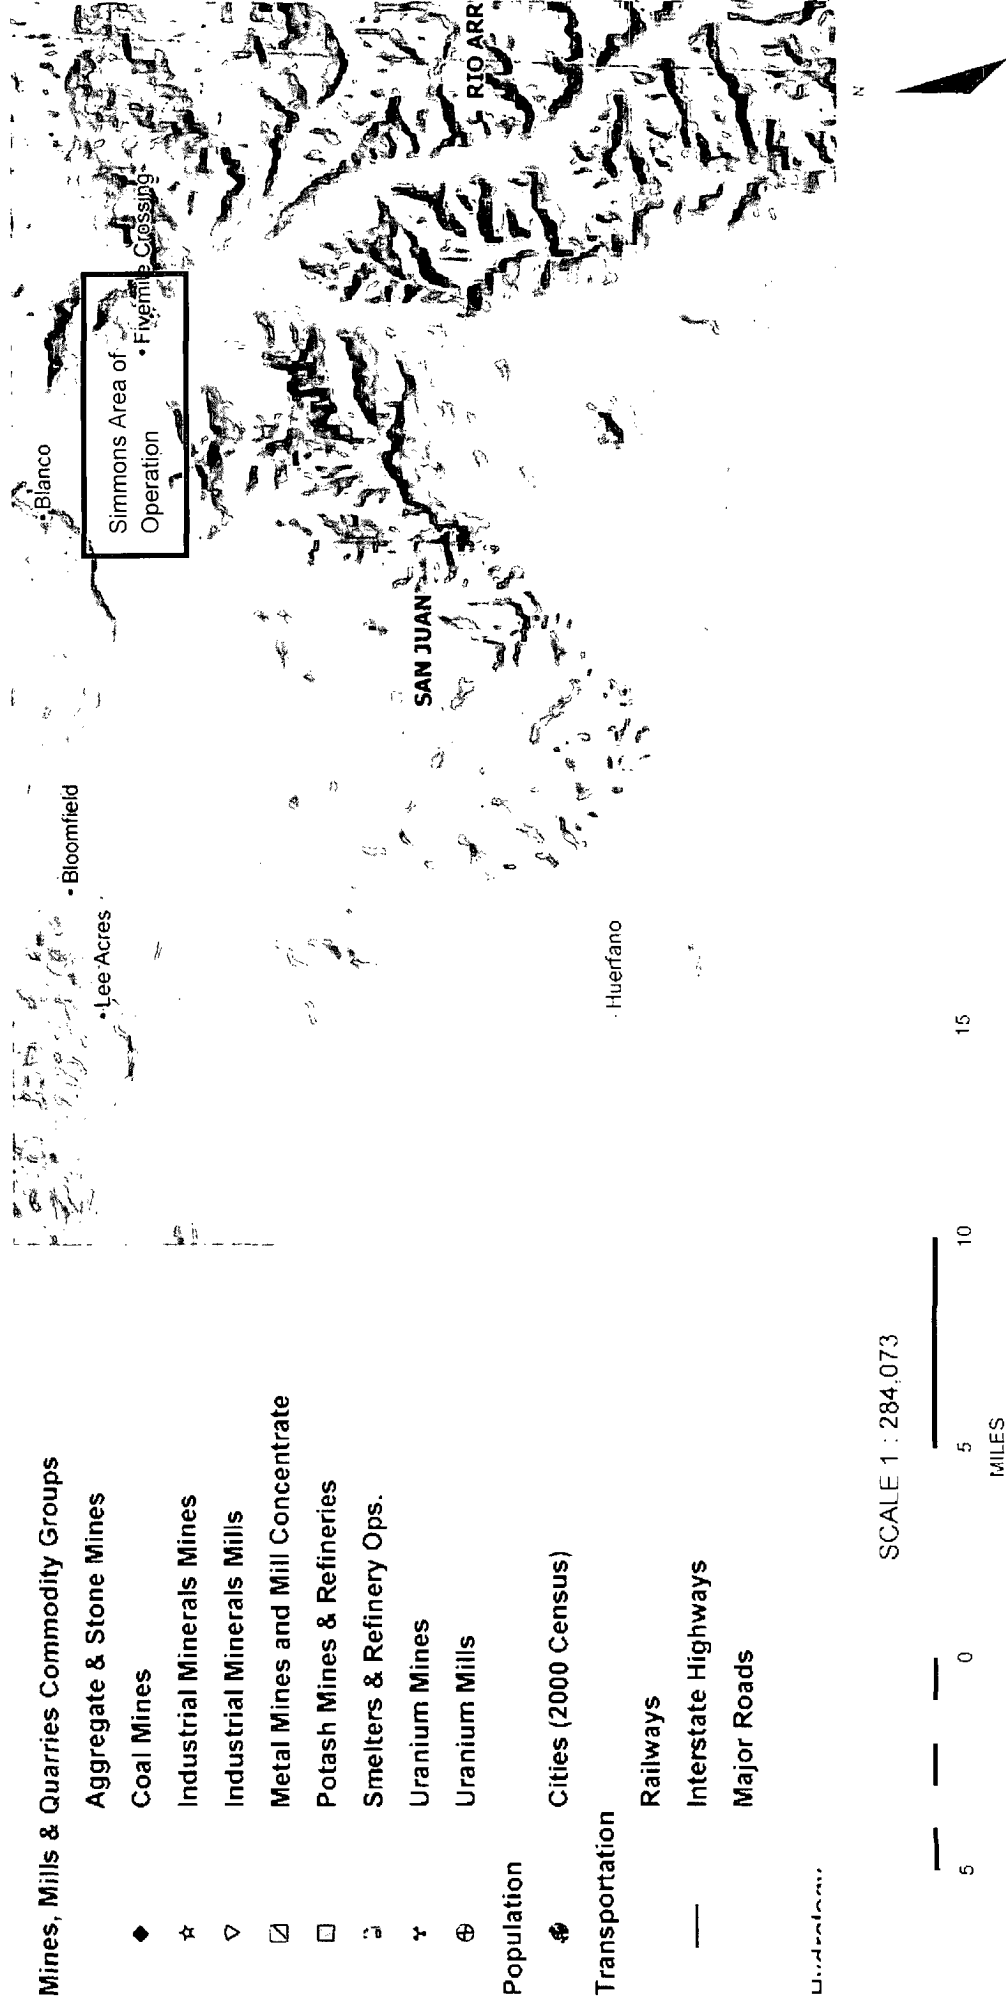 Mines, Mills & Quarries Commodity Groups
Aggregate & Stone Mines
Coal Mines
Industrial Minerals Mines
Industrial Minerals Mills
Metal Mines and Mill Concentrate
Potash Mines & Refineries
Smelters & Refinery Ops.
Uranium Mines
Uranium Mills
Population
Cities (2000 Census)
Transportation
Railways
Interstate Highways
Major Roads
SCALE 1 : 284,073
5 0 5 10 15
MILES
N
Blanco
Bloomfield
Lee Acres
Simmons Area of
Operation
Fivemile Crossing
SAN JUAN
RIO ARR
Huerfano